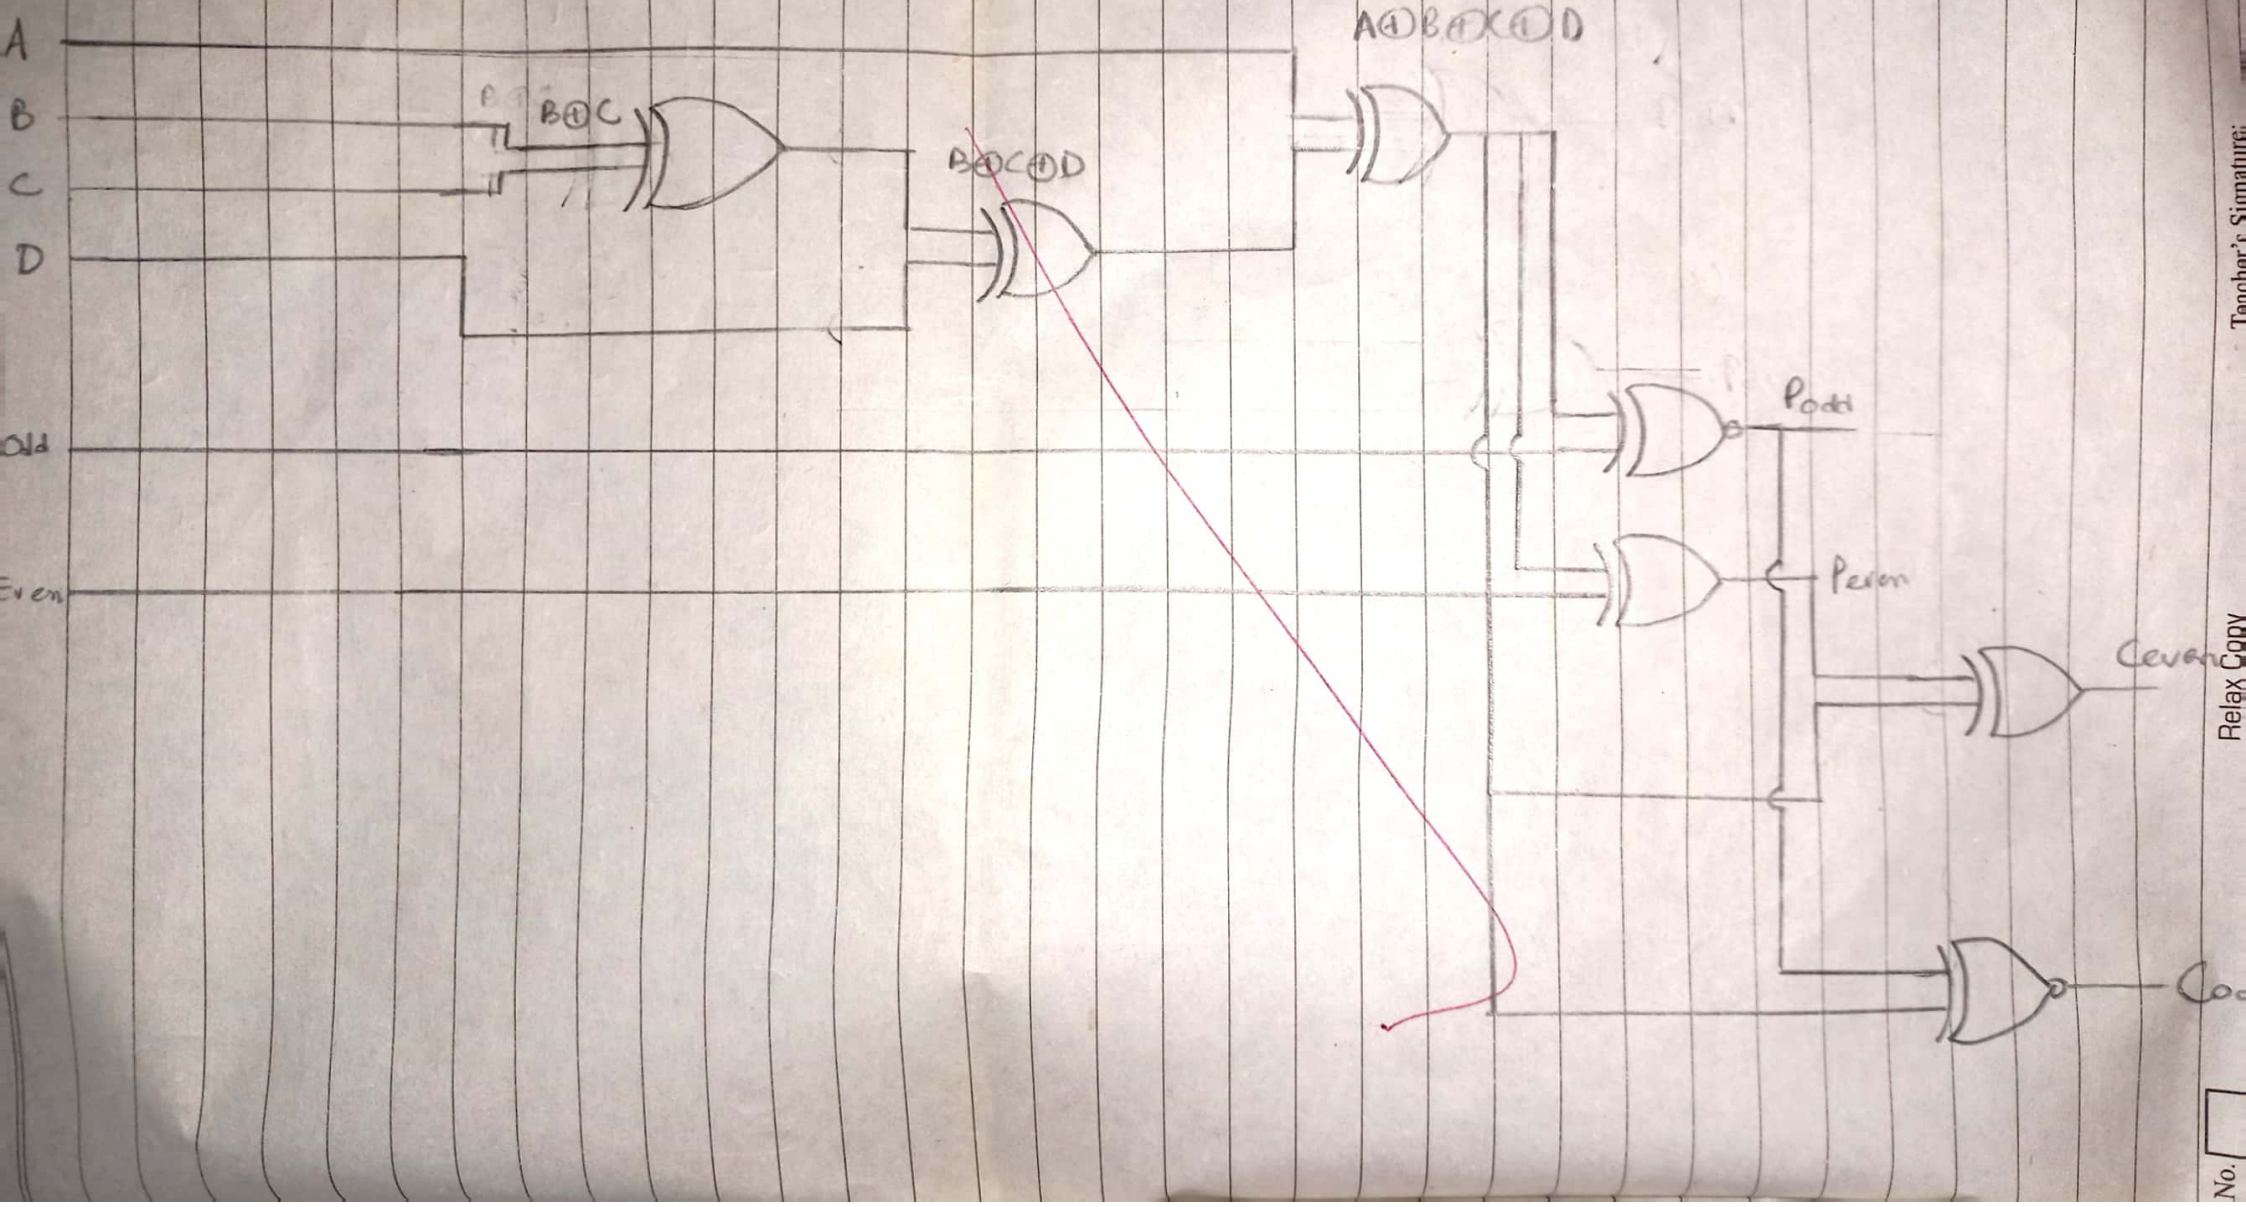 A⊕B⊕C⊕D
A
B
B⊕C
B⊕C⊕D
C
D
Podd
Odd
Even
Peven
Ceven
Teacher's Signature:
Relax Copy
No.